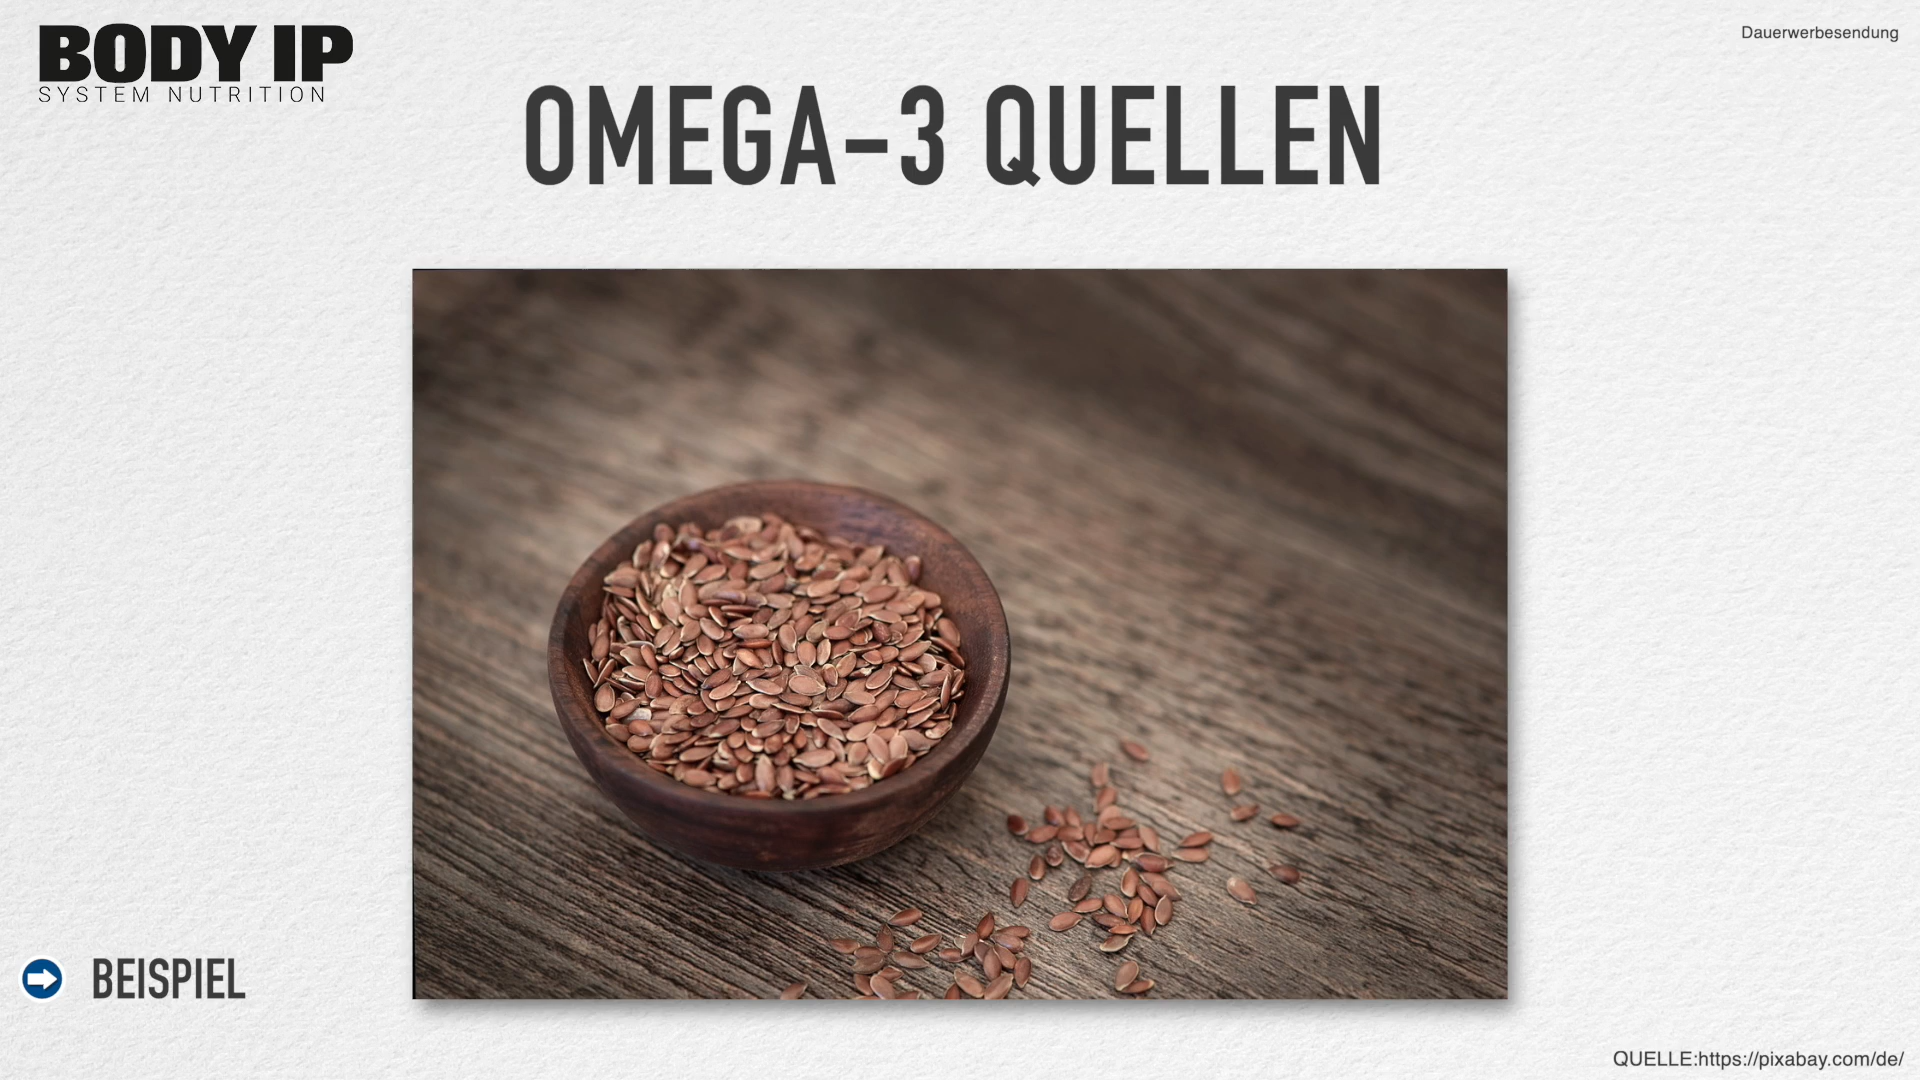 BODY IP
SYSTEM NUTRITION
Dauerwerbesendung
OMEGA-3 QUELLEN
BEISPIEL
QUELLE:https://pixabay.com/de/